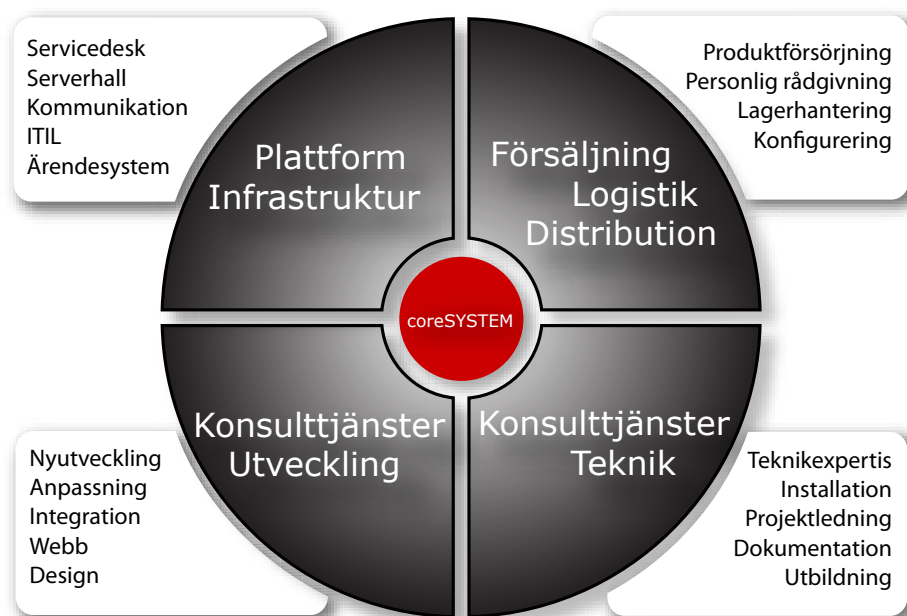 Servicedesk
Serverhall
Kommunikation
ITIL
Ärendesystem
Plattform
Infrastruktur
Produktförsörjning
Personlig rådgivning
Lagerhantering
Konfigurering
Försäljning
Logistik
Distribution
coreSYSTEM
Konsulttjänster
Utveckling
Nyutveckling
Anpassning
Integration
Webb
Design
Konsulttjänster
Teknik
Teknikexpertis
Installation
Projektledning
Dokumentation
Utbildning